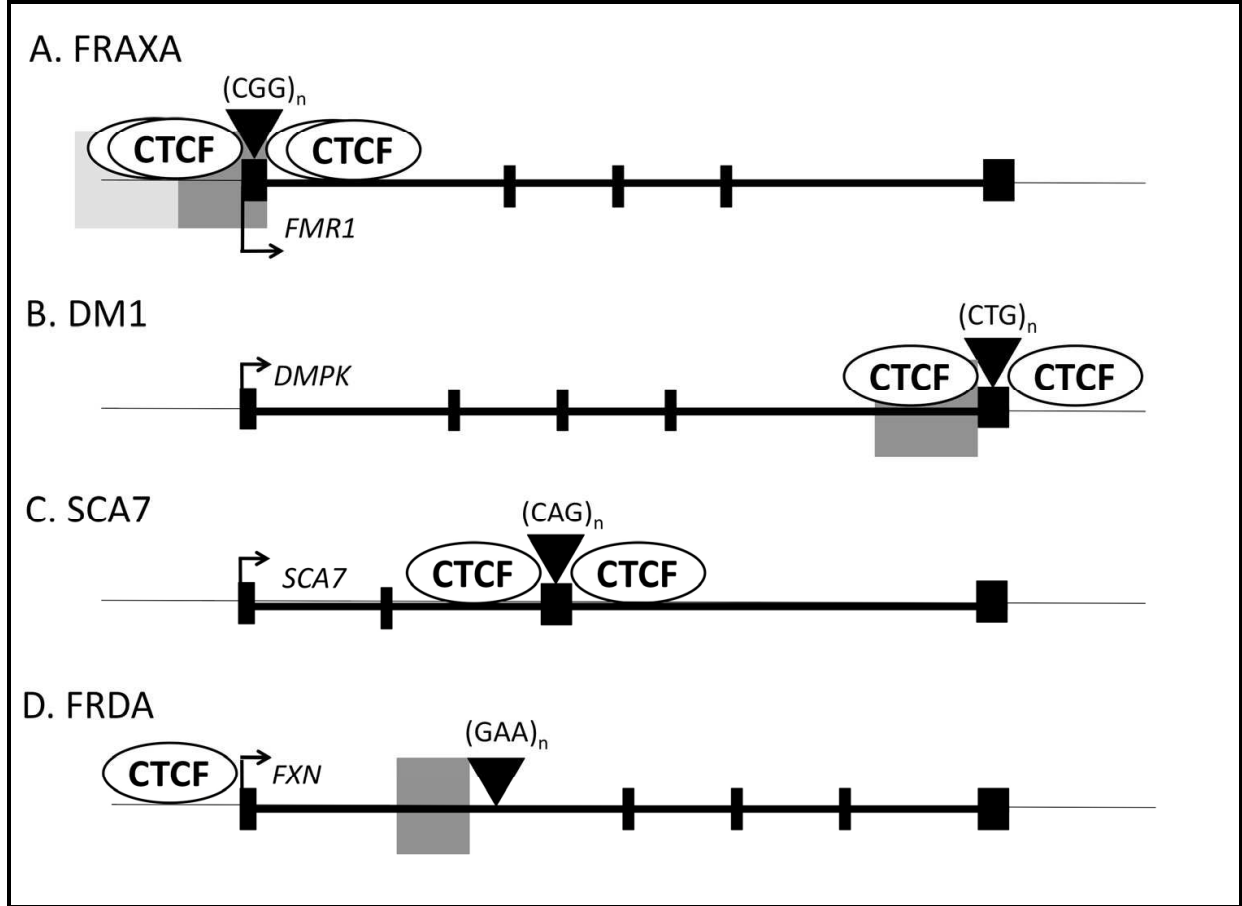 A. FRAXA
(CGG)n
CTCF CTCF
FMR1
B. DM1
(CTG)n
DMPK
CTCF CTCF
C. SCA7
(CAG)n
SCA7
CTCF CTCF
D. FRDA
(GAA)n
CTCF
FXN